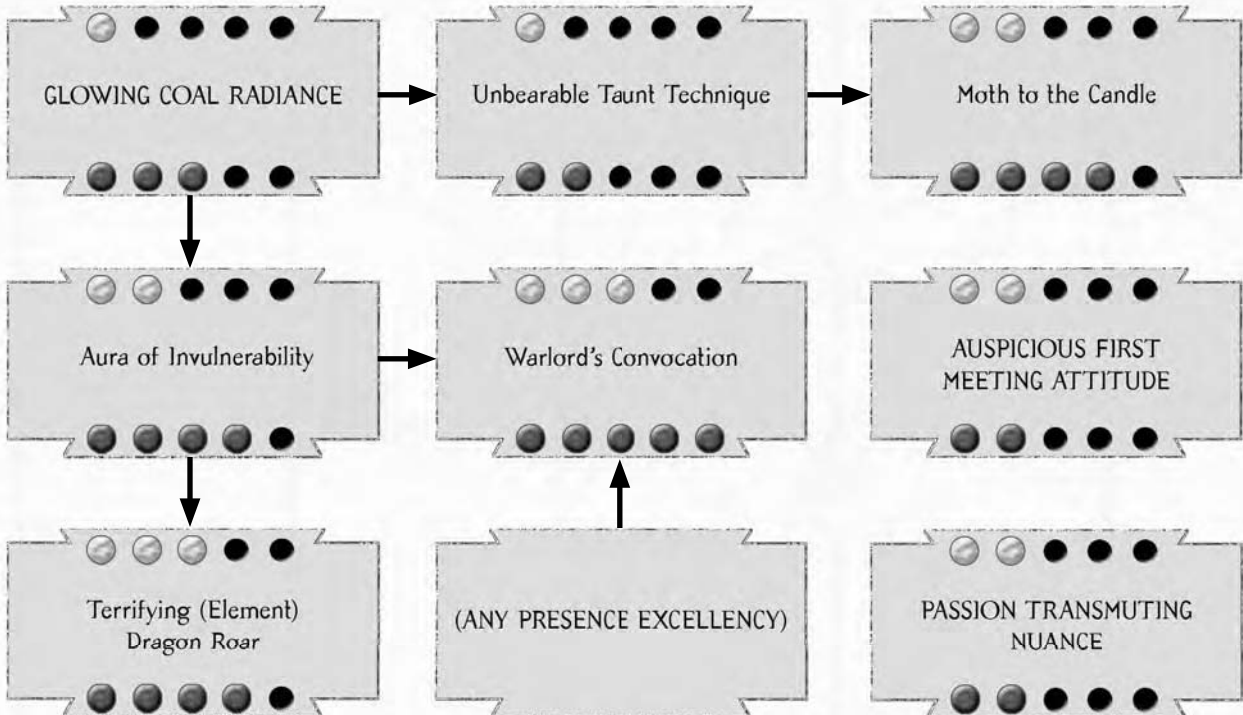 GLOWING COAL RADIANCE
Unbearable Taunt Technique
Moth to the Candle
Aura of Invulnerability
Warlord's Convocation
AUSPICIOUS FIRST
MEETING ATTITUDE
Terrifying (Element)
Dragon Roar
(ANY PRESENCE EXCELLENCY)
PASSION TRANSMUTING
NUANCE